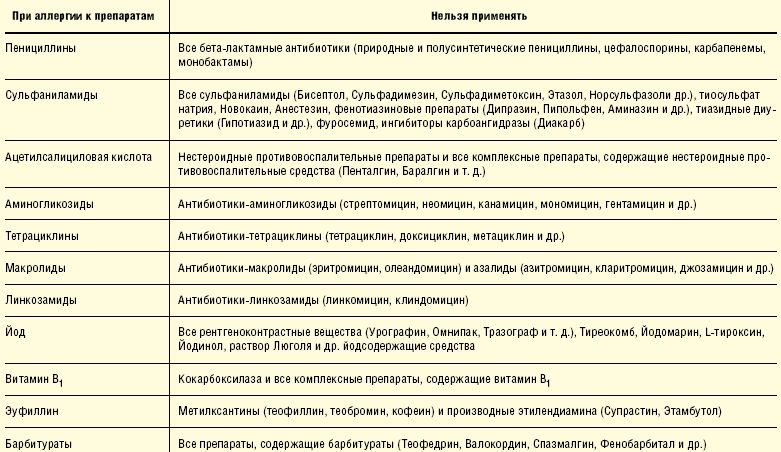 При аллергии к препаратам Нельзя применять
Пенициллины Все бета-лактамные антибиотики (природные и полусинтетические пенициллины, цефалоспорины, карбапенемы,
монобактамы)
Сульфаниламиды Все сульфаниламиды (Бисептол, Сульфадимезин, Сульфадиметоксин, Этазол, Норсульфазоли др.), тиосульфат
натрия, Новокаин, Анестезин, фенотиазиновые препараты (Дипразин, Пипольфен, Аминазин и др.), тиазидные диу-
ретики (Гипотиазид и др.), фуросемид, ингибиторы карбоангидразы (Диакарб)
Ацетилсалициловая кислота Нестероидные противовоспалительные препараты и все комплексные препараты, содержащие нестероидные про-
тивовоспалительные средства (Пенталгин, Баралгин и т. д.)
Аминогликозиды Антибиотики-аминогликозиды (стрептомицин, неомицин, канамицин, мономицин, гентамицин и др.)
Тетрациклины Антибиотики-тетрациклины (тетрациклин, доксициклин, метациклин и др.)
Макролиды Антибиотики-макролиды (эритромицин, олеандомицин) и азалиды (азитромицин, кларитромицин, джозамицин и др.)
Линкозамиды Антибиотики-линкозамиды (линкомицин, клиндомицин)
Йод Все рентгеноконтрастные вещества (Урографин, Омнипак, Тразограф и т. д.), Тиреокомб, Йодомарин, L-тироксин,
Йодинол, раствор Люголя и др. йодсодержащие средства
Витамин B1 Кокарбоксилаза и все комплексные препараты, содержащие витамин B1
Эуфиллин Метилксантины (теофиллин, теобромин, кофеин) и производные этилендиамина (Супрастин, Этамбутол)
Барбитураты Все препараты, содержащие барбитураты (Теофедрин, Валокордин, Спазмалгин, Фенобарбитал и др.)